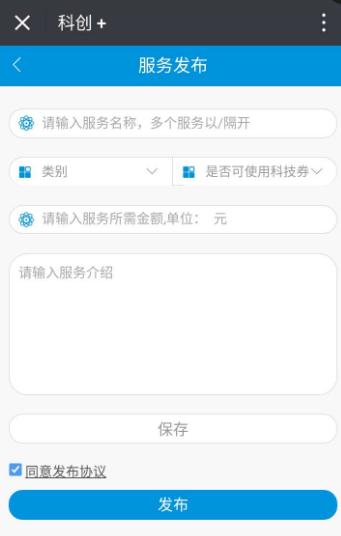 科创 +
服务发布
请输入服务名称，多个服务以/隔开
类别
是否可使用科技券
请输入服务所需金额,单位： 元
请输入服务介绍
保存
同意发布协议
发布